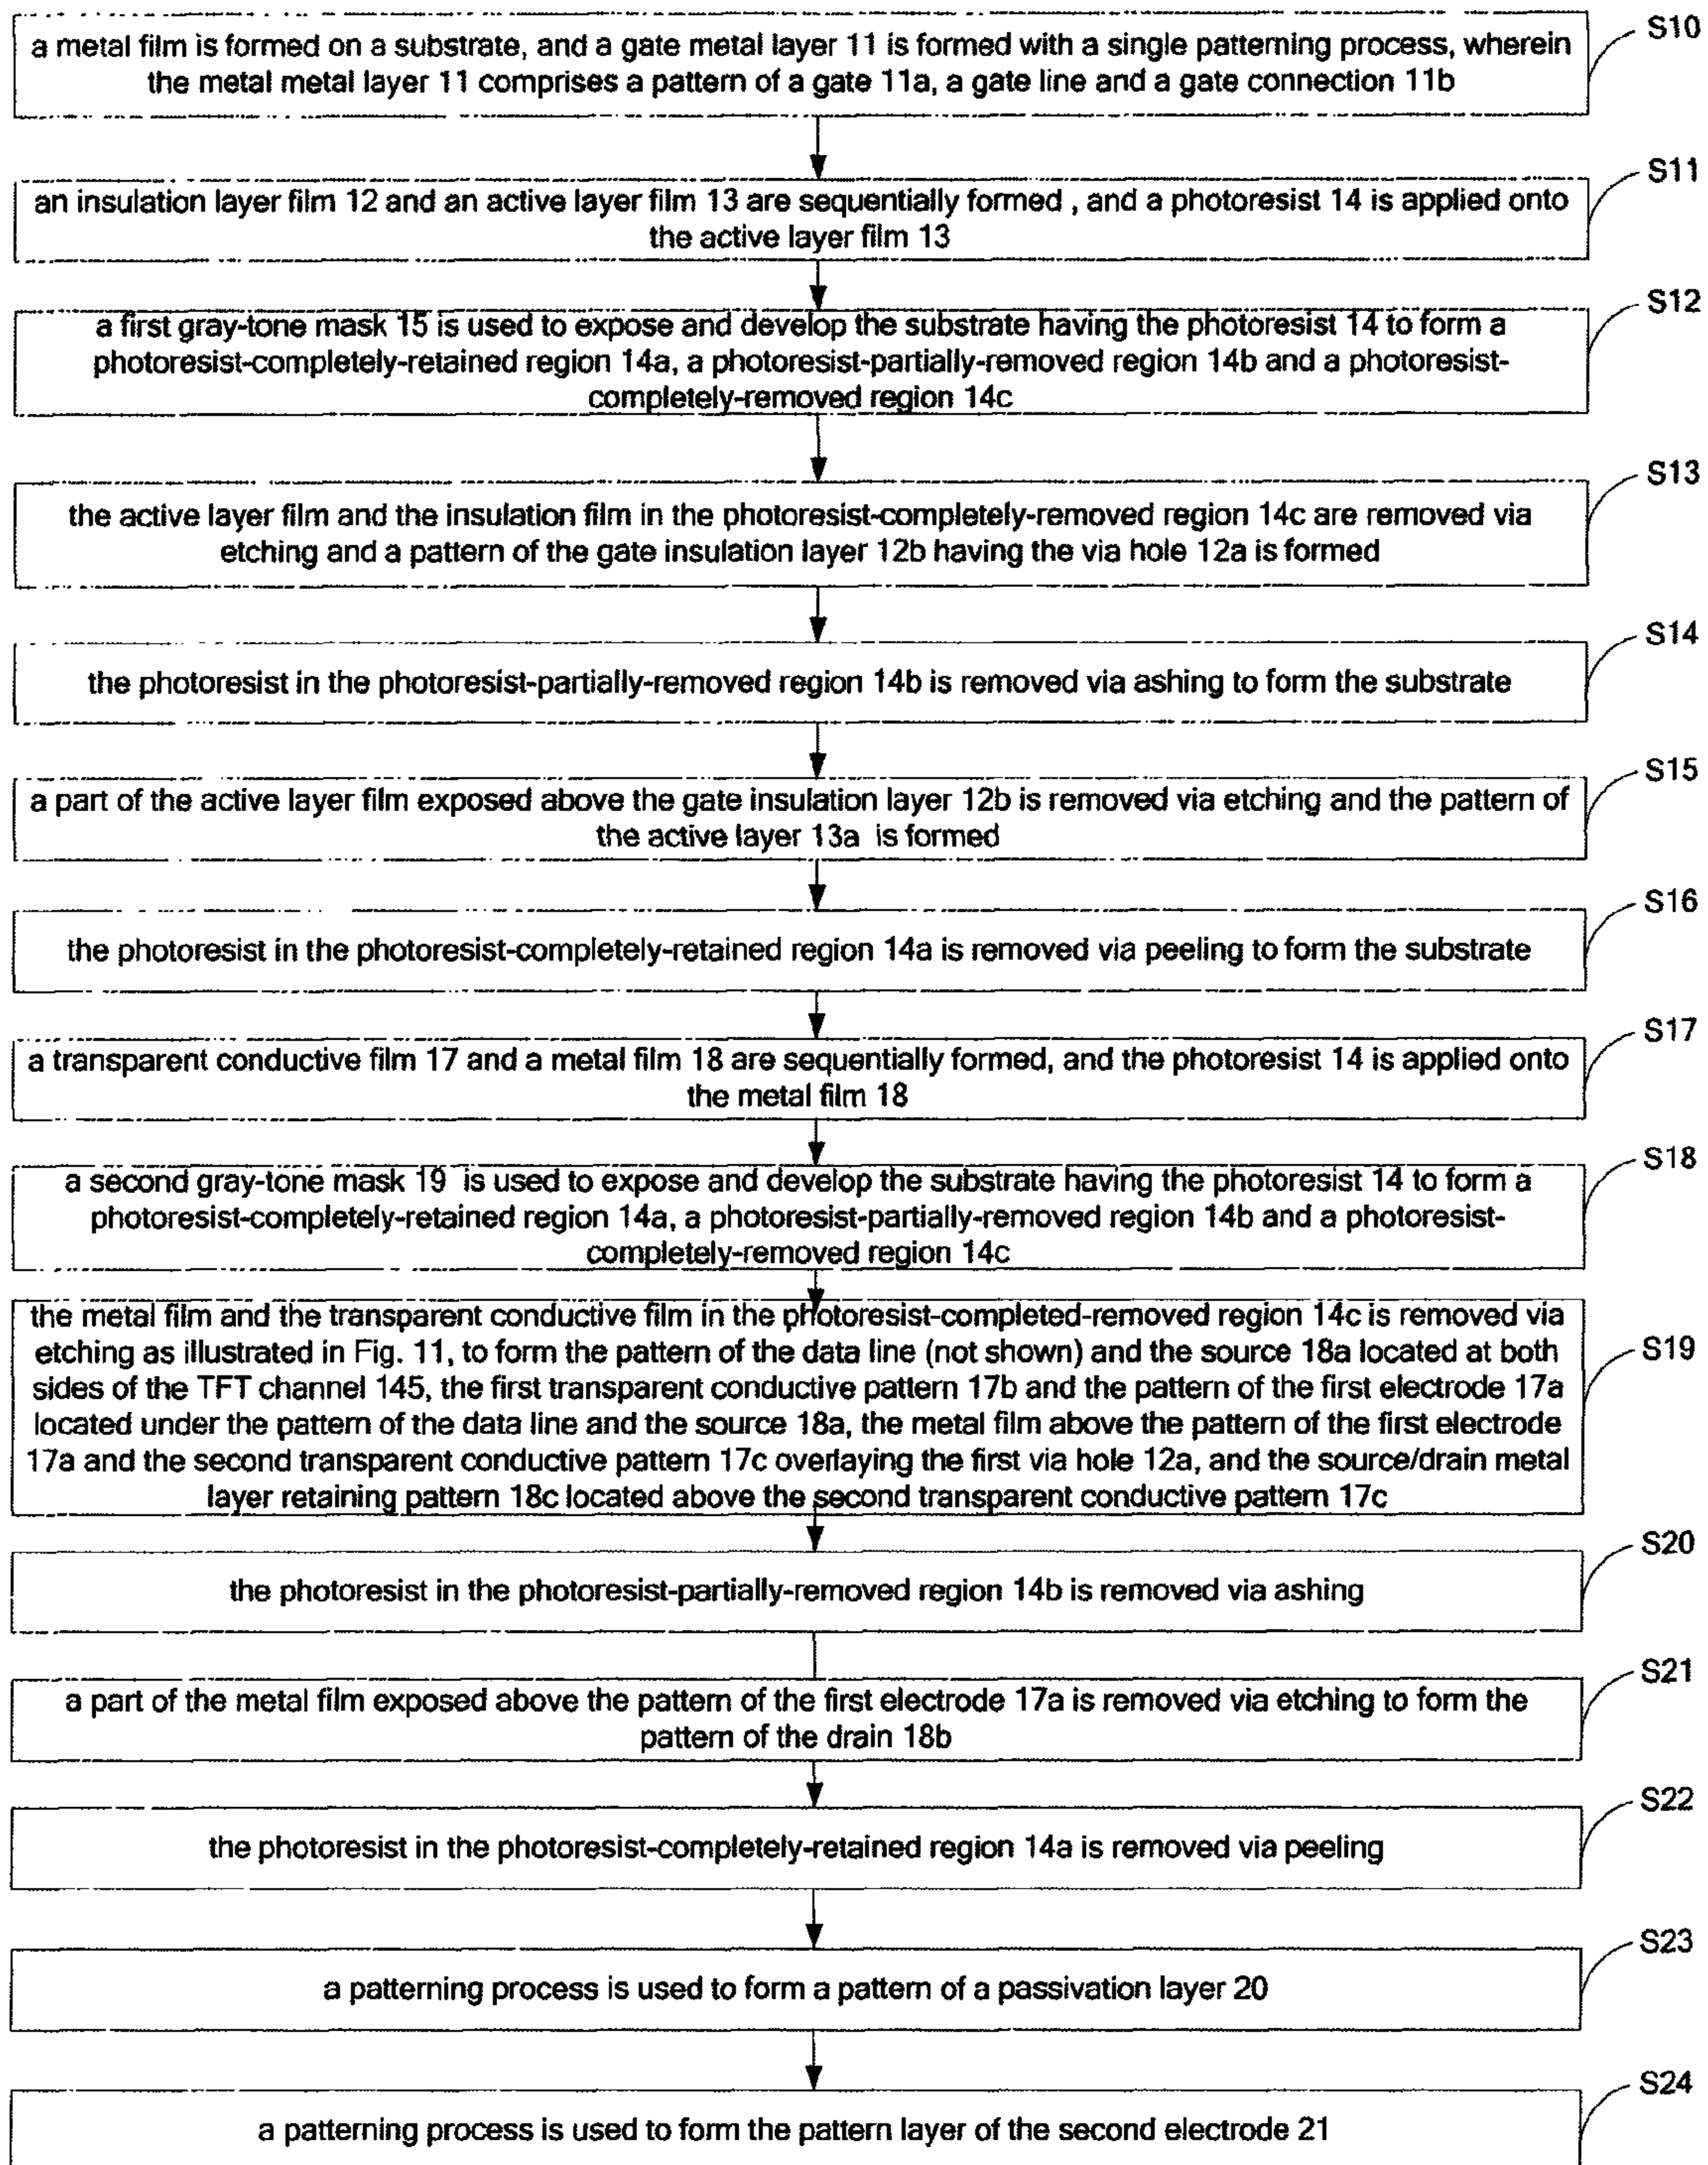 S10
a metal film is formed on a substrate, and a gate metal layer 11 is formed with a single patterning process, wherein
the metal metal layer 11 comprises a pattern of a gate 11a, a gate line and a gate connection 11b
S11
an insulation layer film 12 and an active layer film 13 are sequentially formed , and a photoresist 14 is applied onto
the active layer film 13
S12
a first gray-tone mask 15 is used to expose and develop the substrate having the photoresist 14 to form a
photoresist-completely-retained region 14a, a photoresist-partially-removed region 14b and a photoresist-
completely-removed region 14c
S13
the active layer film and the insulation film in the photoresist-completely-removed region 14c are removed via
etching and a pattern of the gate insulation layer 12b having the via hole 12a is formed
S14
the photoresist in the photoresist-partially-removed region 14b is removed via ashing to form the substrate
S15
a part of the active layer film exposed above the gate insulation layer 12b is removed via etching and the pattern of
the active layer 13a is formed
S16
the photoresist in the photoresist-completely-retained region 14a is removed via peeling to form the substrate
S17
a transparent conductive film 17 and a metal film 18 are sequentially formed, and the photoresist 14 is applied onto
the metal film 18
S18
a second gray-tone mask 19 is used to expose and develop the substrate having the photoresist 14 to form a
photoresist-completely-retained region 14a, a photoresist-partially-removed region 14b and a photoresist-
completely-removed region 14c
S19
the metal film and the transparent conductive film in the photoresist-completed-removed region 14c is removed via
etching as illustrated in Fig. 11, to form the pattern of the data line (not shown) and the source 18a located at both
sides of the TFT channel 145, the first transparent conductive pattern 17b and the pattern of the first electrode 17a
located under the pattern of the data line and the source 18a, the metal film above the pattern of the first electrode
17a and the second transparent conductive pattern 17c overlaying the first via hole 12a, and the source/drain metal
layer retaining pattern 18c located above the second transparent conductive pattern 17c
S20
the photoresist in the photoresist-partially-removed region 14b is removed via ashing
S21
a part of the metal film exposed above the pattern of the first electrode 17a is removed via etching to form the
pattern of the drain 18b
S22
the photoresist in the photoresist-completely-retained region 14a is removed via peeling
S23
a patterning process is used to form a pattern of a passivation layer 20
S24
a patterning process is used to form the pattern layer of the second electrode 21